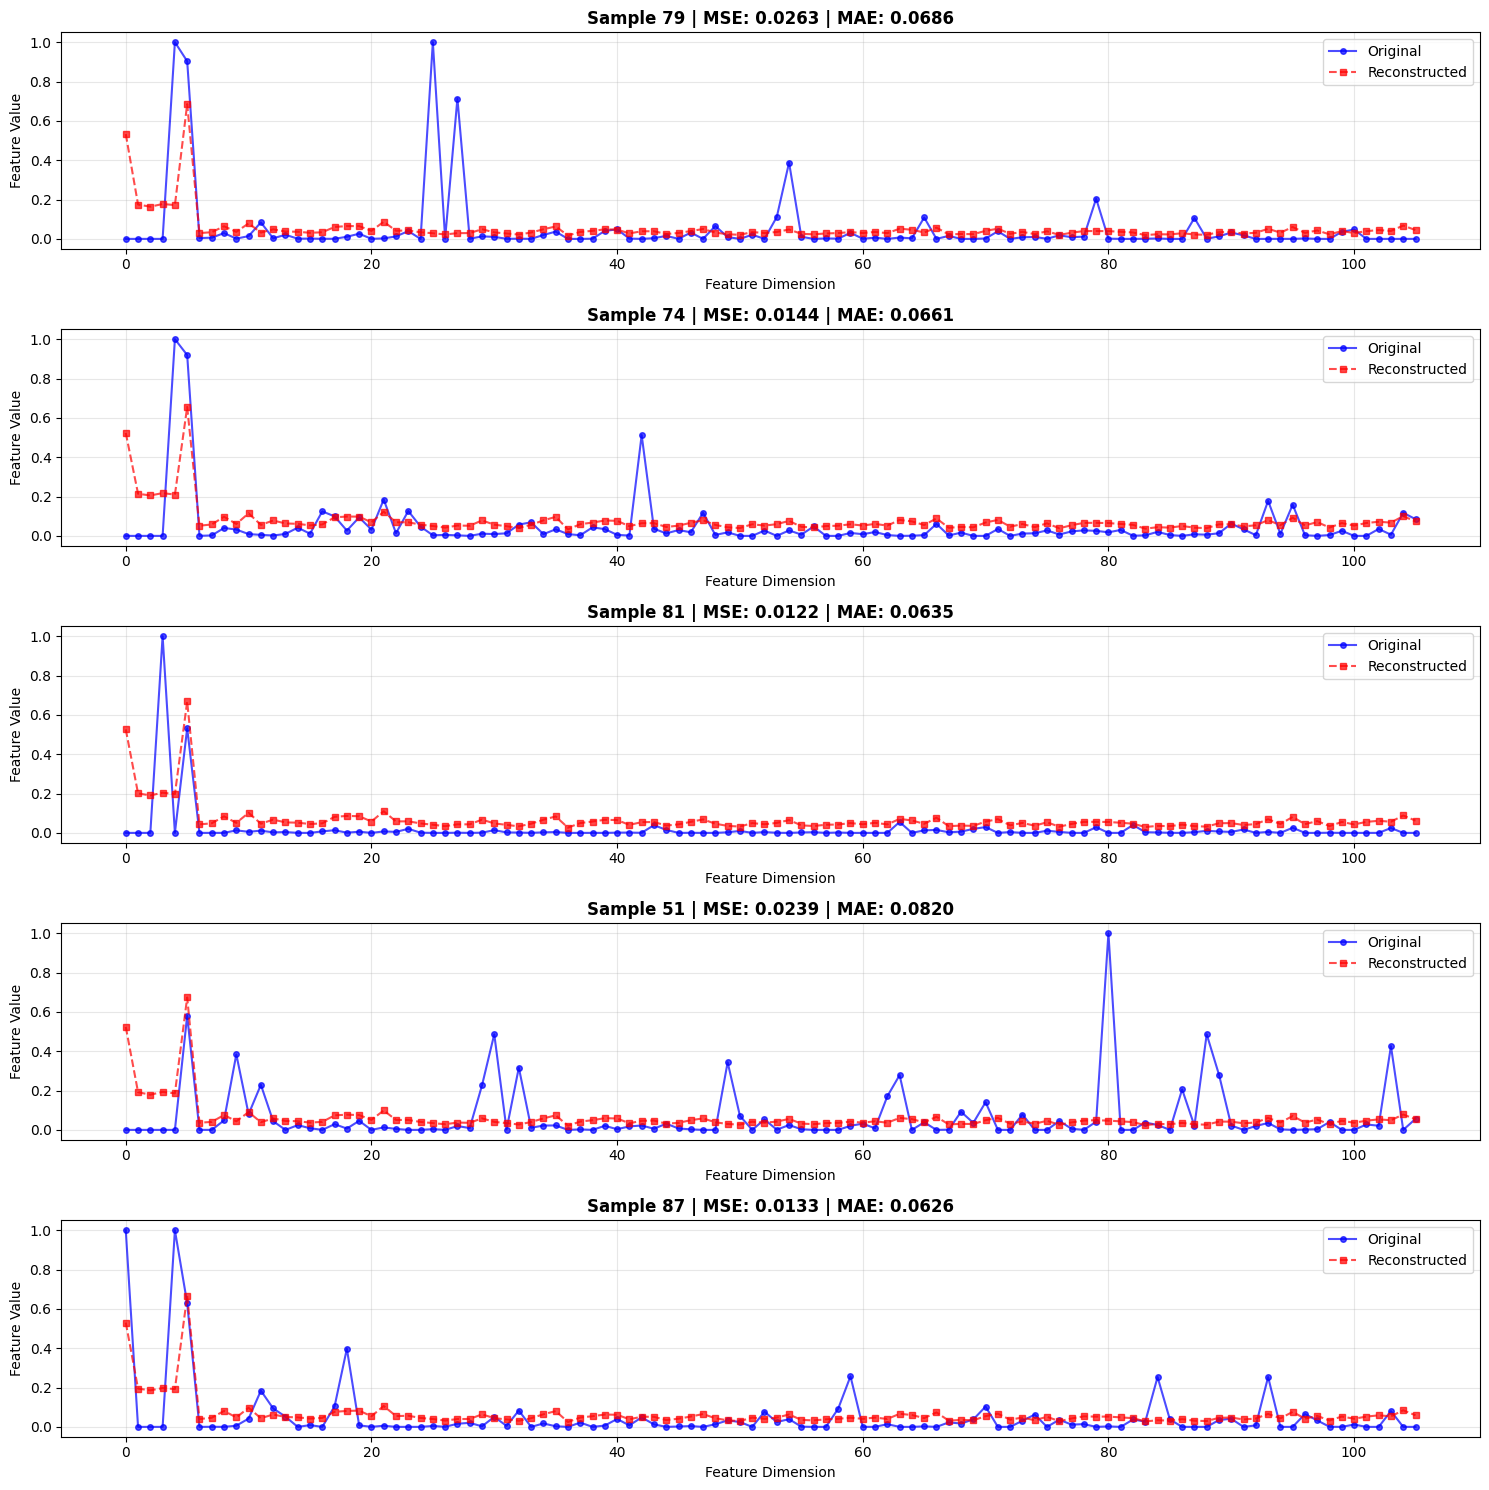 Sample 79 | MSE: 0.0263 | MAE: 0.0686
1.0
0.8
0.6
0.4
0.2
0.0
Feature Value
Original
Reconstructed
0 20 40 60 80 100
Feature Dimension
Sample 74 | MSE: 0.0144 | MAE: 0.0661
1.0
0.8
0.6
0.4
0.2
0.0
Feature Value
Original
Reconstructed
0 20 40 60 80 100
Feature Dimension
Sample 81 | MSE: 0.0122 | MAE: 0.0635
1.0
0.8
0.6
0.4
0.2
0.0
Feature Value
Original
Reconstructed
0 20 40 60 80 100
Feature Dimension
Sample 51 | MSE: 0.0239 | MAE: 0.0820
1.0
0.8
0.6
0.4
0.2
0.0
Feature Value
Original
Reconstructed
0 20 40 60 80 100
Feature Dimension
Sample 87 | MSE: 0.0133 | MAE: 0.0626
1.0
0.8
0.6
0.4
0.2
0.0
Feature Value
Original
Reconstructed
0 20 40 60 80 100
Feature Dimension